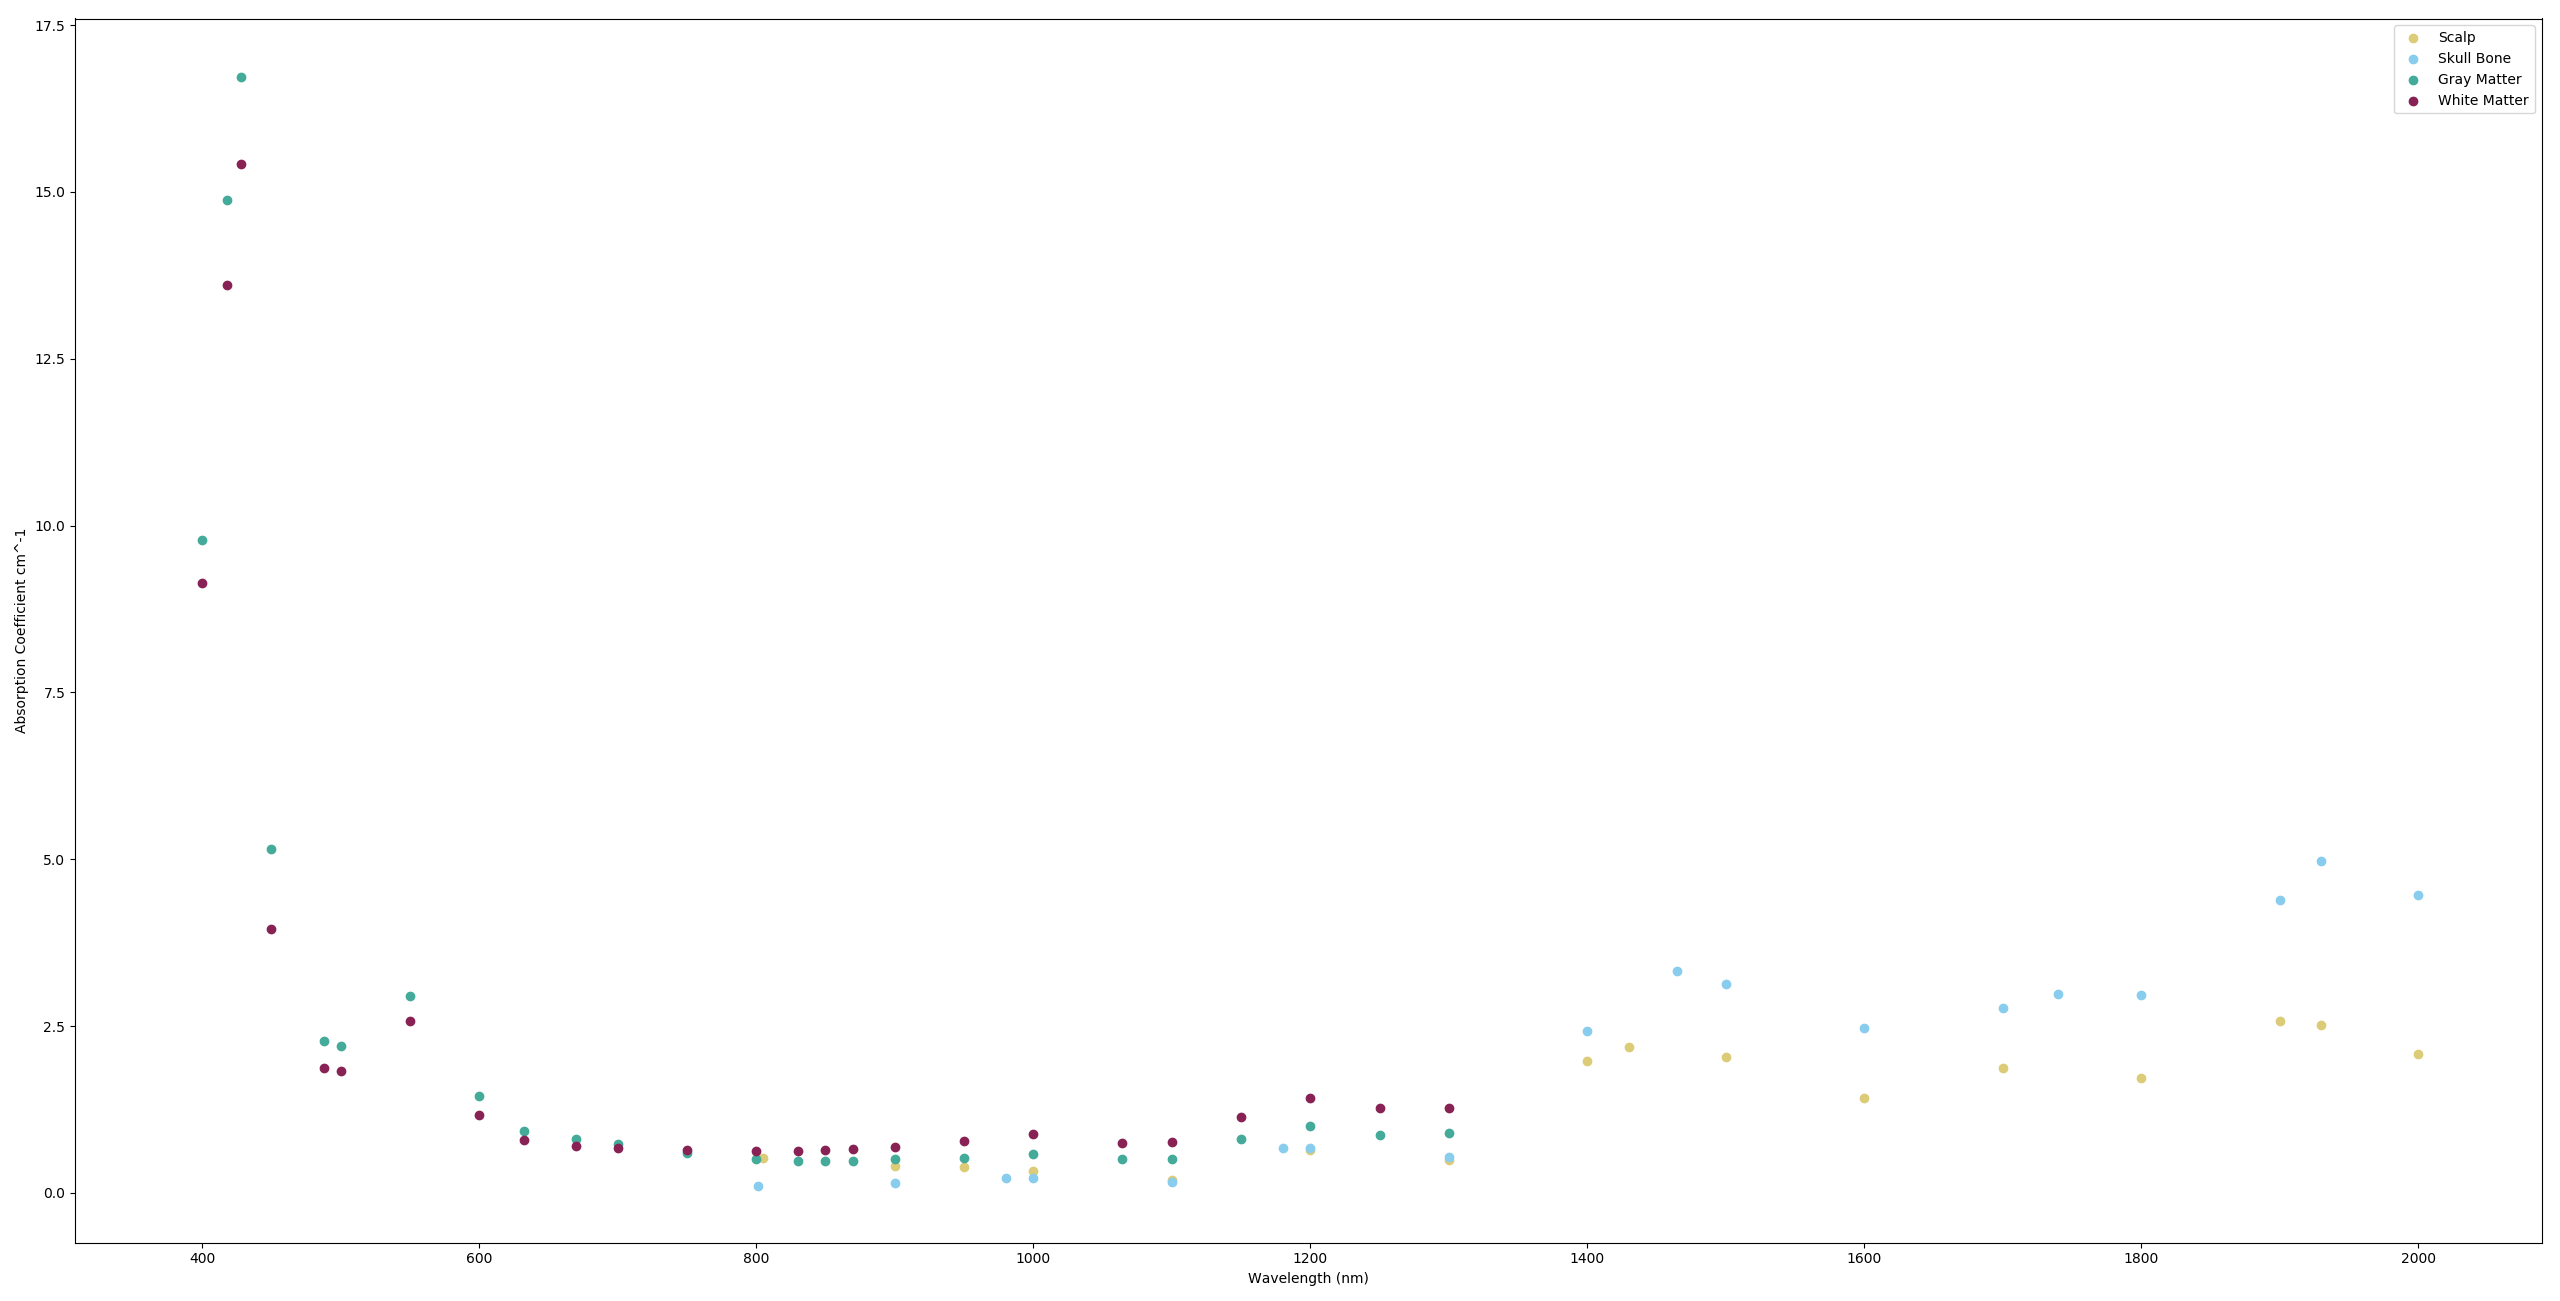 17.5
15.0
12.5
10.0
7.5
5.0
2.5
0.0
Absorption Coefficient cm^-1
Scalp
Skull Bone
Gray Matter
White Matter
400 600 800 1000 1200 1400 1600 1800 2000
Wavelength (nm)